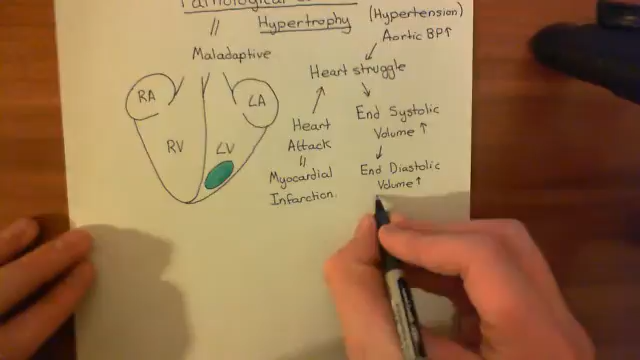 Pathological
Hypertrophy
(Hypertension)
Aortic BP↑
||
Maladaptive
Heart struggle
RA
LA
RV
LV
End Systolic
Volume ↑
Heart
Attack
||
Myocardial
Infarction.
End Diastolic
Volume ↑